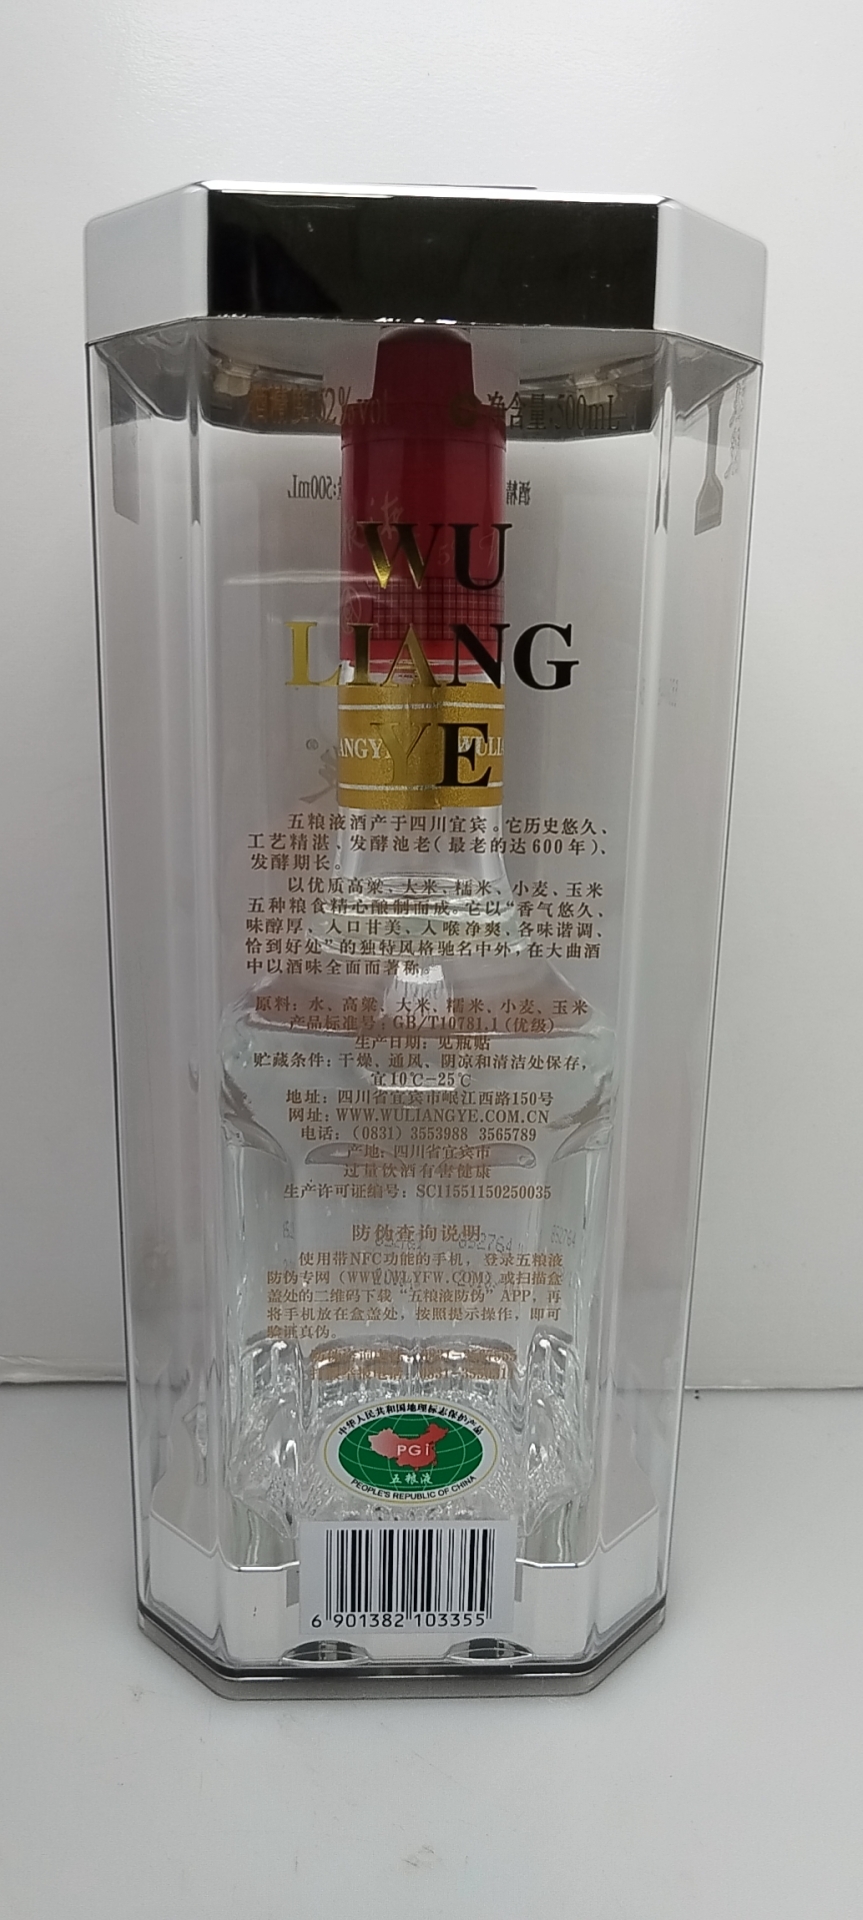 52%vol
净含量:500mL
WU
LIANG
YE
ANGY
WULIA
五粮液酒产于四川宜宾。它历史悠久、
工艺精湛、发酵池老(最老的达600年)、
发酵期长。
以优质高粱、大米、糯米、小麦、玉米
五种粮食精心酿制而成。它以“香气悠久、
味醇厚、入口甘美、入喉净爽、各味谐调、
恰到好处”的独特风格驰名中外,在大曲酒
中以酒味全面而著称。
原料:水、高粱、大米、糯米、小麦、玉米
产品标准号:GB/T10781.1(优级)
生产日期:见瓶贴
贮藏条件:干燥、通风、阴凉和清洁处保存,
宜10℃-25℃
地址:四川省宜宾市岷江西路150号
网址:WWW.WULIANGYE.COM.CN
电话:(0831)3553988 3565789
产地:四川省宜宾市
过量饮酒有害健康
生产许可证编号:SC11551150250035
防伪查询说明
使用带NFC功能的手机,登录五粮液
防伪专网(WWW.WLYFW.COM)或扫描盒
盖处的二维码下载“五粮液防伪”APP,再
将手机放在盒盖处,按照提示操作,即可
验证真伪。
中华人民共和国地理标志保护产品
PGI
五粮液
PEOPLE'S REPUBLIC OF CHINA
6 901382 103355